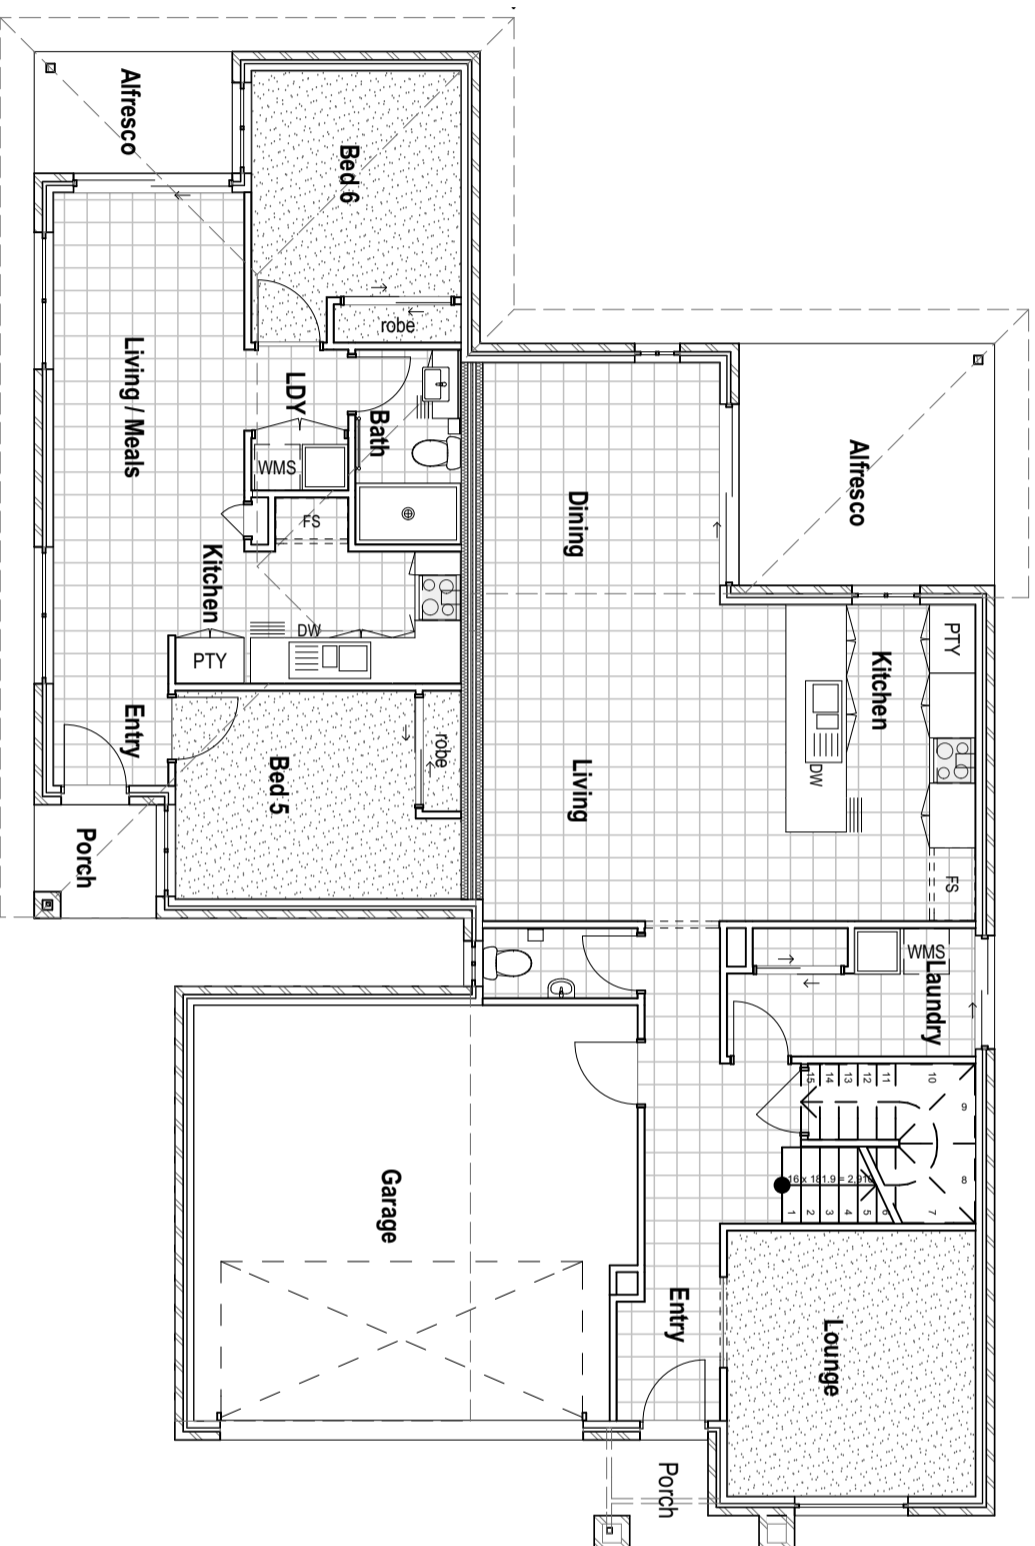 Alfresco
Bed 6
robe
Living / Meals
LDY
Bath
WMS
FS
Kitchen
DW
PTY
Entry
Bed 5
robe
Porch
Alfresco
Dining
Kitchen
PTY
DW
Living
FS
WMS
Laundry
15
14
13
12
11
10
9
8
7
6
5
4
3
2
1
Garage
Entry
Lounge
Porch